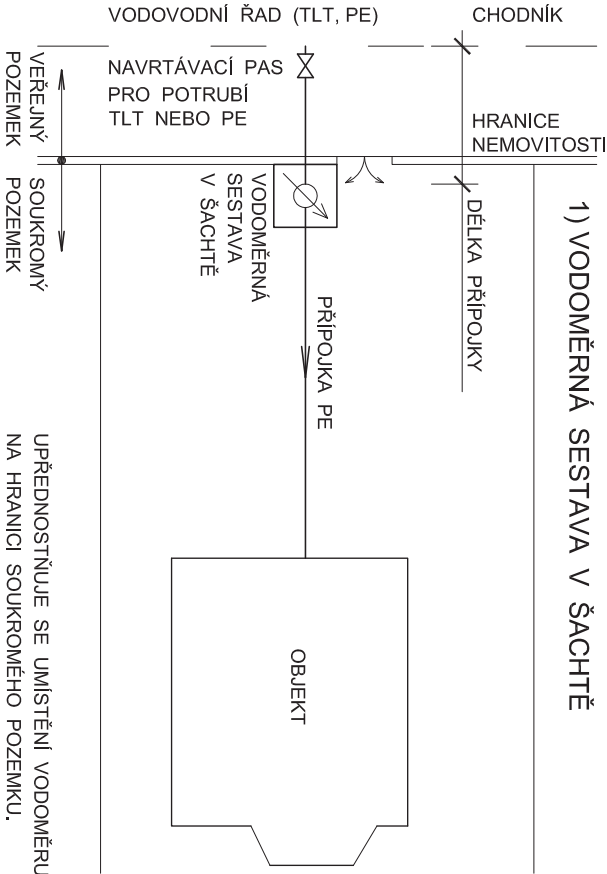 1) VODOMĚRNÁ SESTAVA V ŠACHTĚ
VODOVODNÍ ŘAD (TLT, PE)
CHODNÍK
NAVRTÁVACÍ PAS
PRO POTRUBÍ
TLT NEBO PE
HRANICE
NEMOVITOSTI
VEŘEJNÝ
POZEMEK
SOUKROMÝ
POZEMEK
VODOMĚRNÁ
SESTAVA
V ŠACHTĚ
DÉLKA PŘÍPOJKY
PŘÍPOJKA PE
OBJEKT
UPŘEDNOSTŇUJE SE UMÍSTĚNÍ VODOMĚRU
NA HRANICI SOUKROMÉHO POZEMKU.